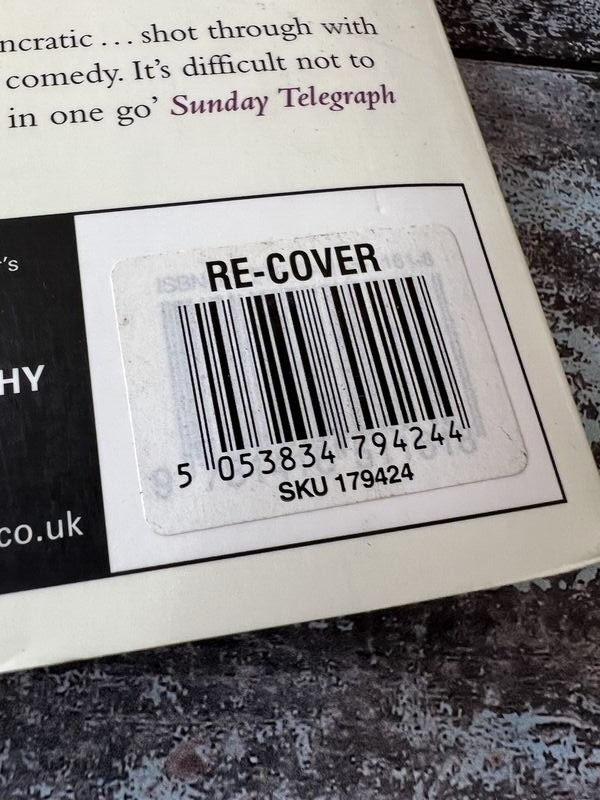 ncratic … shot through with
comedy. It's difficult not to
in one go' Sunday Telegraph
's
HY
co.uk
RE-COVER
5 053834 794244
SKU 179424